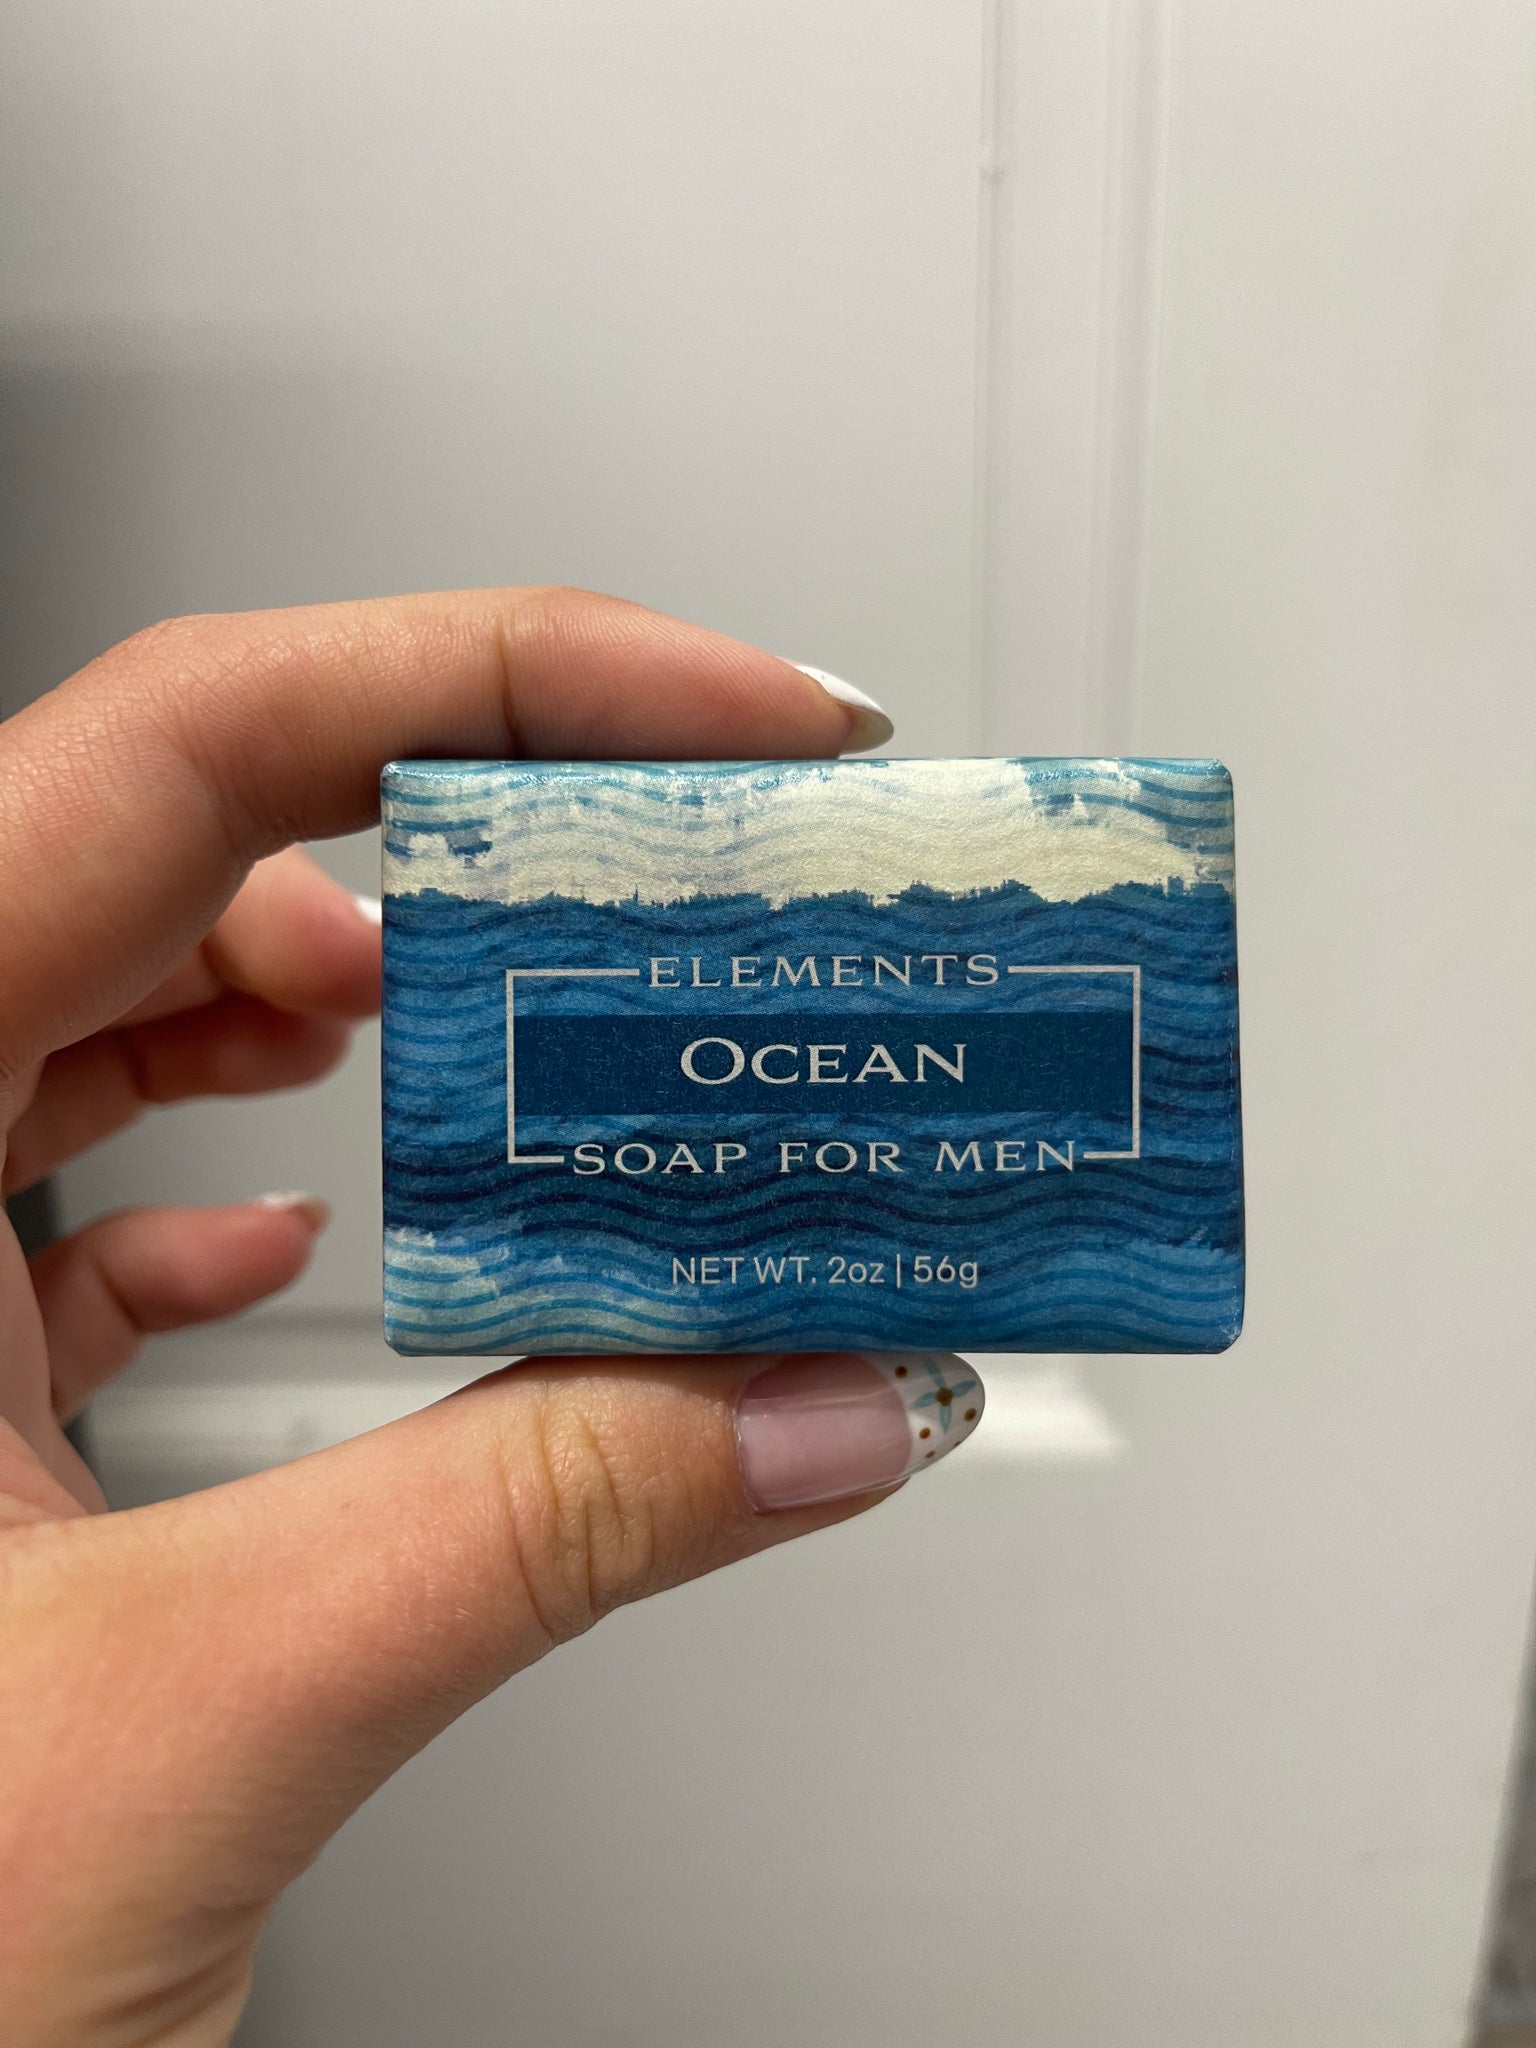 ELEMENTS
OCEAN
SOAP FOR MEN
NET WT. 2oz | 56g